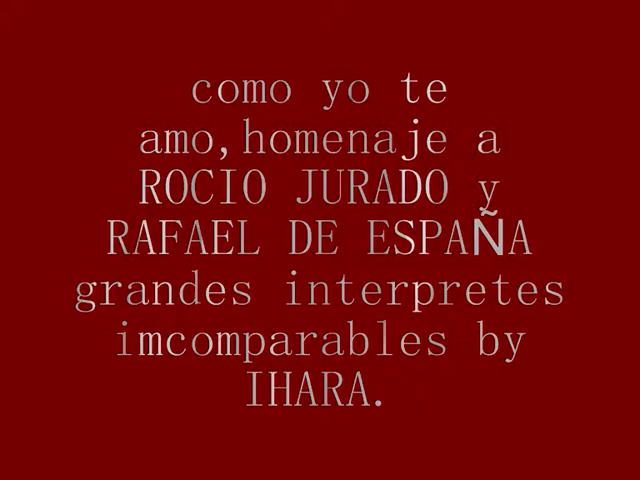 como yo te
amo,homenaje a
ROCIO JURADO y
RAFAEL DE ESPAÑA
grandes interpretes
imcomparables by
IHARA.